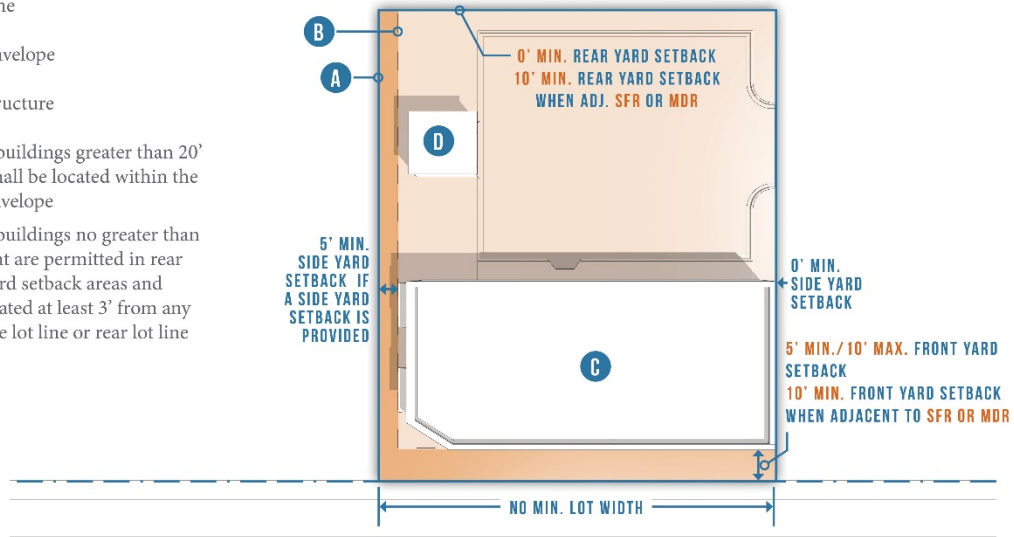 ne
nvelope
ructure
buildings greater than 20’
hall be located within the
nvelope
buildings no greater than
nt are permitted in rear
rd setback areas and
ated at least 3’ from any
e lot line or rear lot line
B
A
0’ MIN. REAR YARD SETBACK
10’ MIN. REAR YARD SETBACK
WHEN ADJ. SFR OR MDR
D
5’ MIN.
SIDE YARD
SETBACK IF
A SIDE YARD
SETBACK IS
PROVIDED
0’ MIN.
SIDE YARD
SETBACK
C
5’ MIN./10’ MAX. FRONT YARD
SETBACK
10’ MIN. FRONT YARD SETBACK
WHEN ADJACENT TO SFR OR MDR
NO MIN. LOT WIDTH